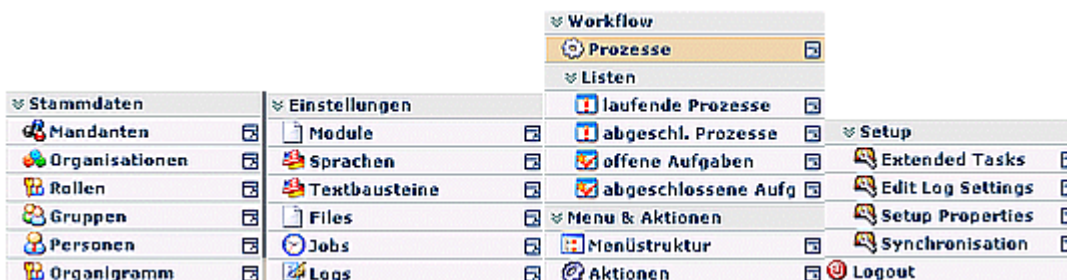 Stammdaten
Mandanten
Organisationen
Rollen
Gruppen
Personen
Organigramm
Einstellungen
Module
Sprachen
Textbausteine
Files
Jobs
Logs
Workflow
Prozesse
Listen
laufende Prozesse
abgeschl. Prozesse
offene Aufgaben
abgeschlossene Aufg
Menu & Aktionen
Menüstruktur
Aktionen
Setup
Extended Tasks
Edit Log Settings
Setup Properties
Synchronisation
Logout